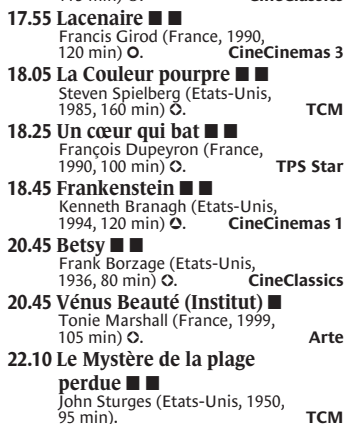 CineClassics
17.55 Lacenaire ■ ■
Francis Girod (France, 1990,
120 min) O. CineCinemas 3
18.05 La Couleur pourpre ■ ■
Steven Spielberg (Etats-Unis,
1985, 160 min) O. TCM
18.25 Un cœur qui bat ■ ■
François Dupeyron (France,
1990, 100 min) O. TPS Star
18.45 Frankenstein ■ ■
Kenneth Branagh (Etats-Unis,
1994, 120 min) O. CineCinemas 1
20.45 Betsy ■ ■
Frank Borzage (Etats-Unis,
1936, 80 min) O. CineClassics
20.45 Vénus Beauté (Institut) ■
Tonie Marshall (France, 1999,
105 min) O. Arte
22.10 Le Mystère de la plage
perdue ■ ■
John Sturges (Etats-Unis, 1950,
95 min). TCM